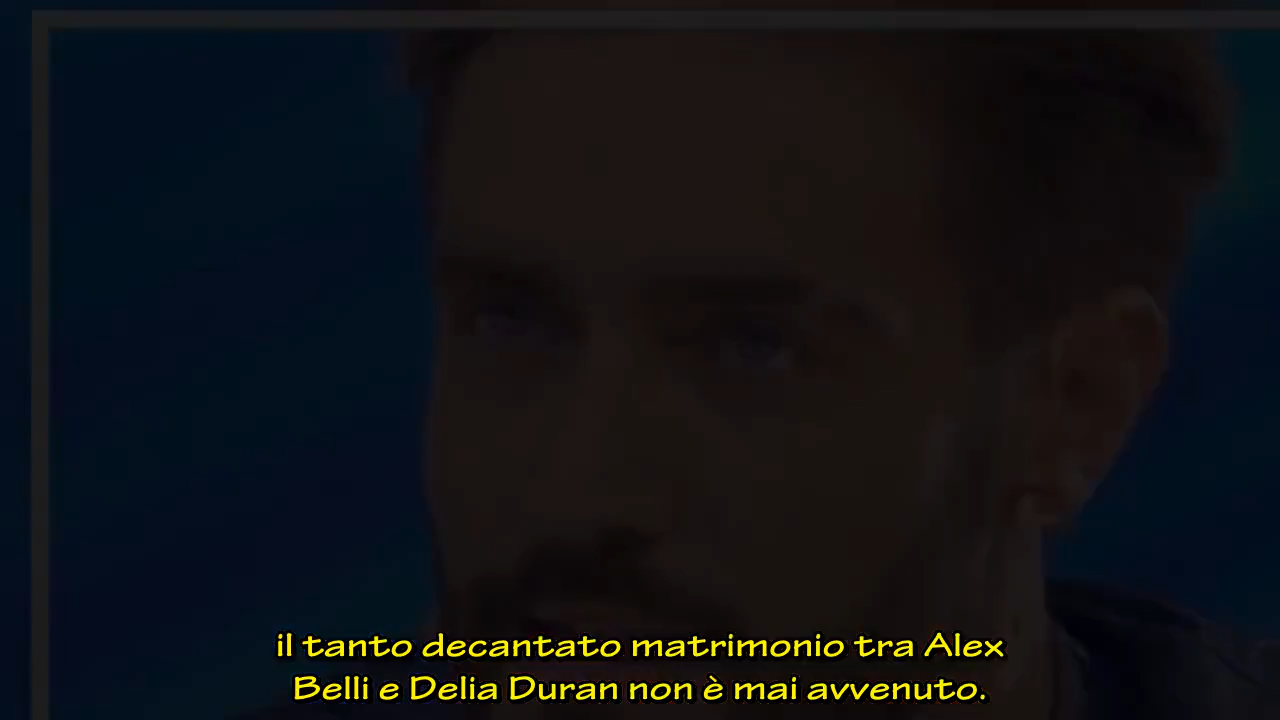 il tanto decantato matrimonio tra Alex
Belli e Delia Duran non è mai avvenuto.